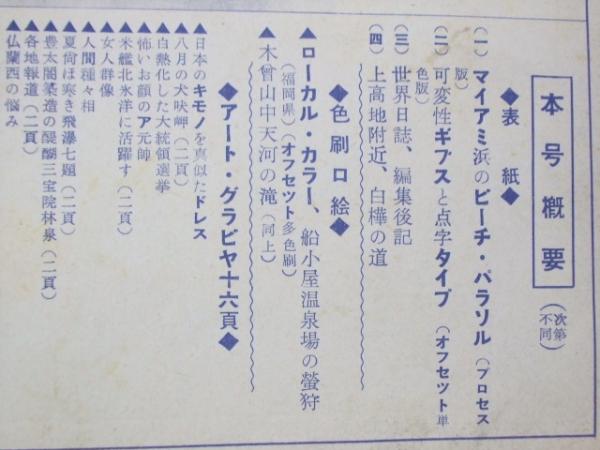 本号概要（次第不同）
◆表紙◆
（一）マイアミ浜のビーチ・パラソル（プロセス
版）
（二）可変性ギブスと点字タイプ（オフセット単
色版）
（三）世界日誌、編集後記
（四）上高地附近、白樺の道
◆色刷口絵◆
▲ローカル・カラー、船小屋温泉場の螢狩
（福岡県）（オフセット多色刷）
▲木曾山中天河の滝（同上）
◆アート・グラビヤ十六頁◆
▲日本のキモノを真似たドレス
▲八月の犬吠岬（二頁）
▲白熱化した大統領選挙
▲怖いお顔のア元帥
▲米艦北氷洋に活躍す（二頁）
▲女人群像
▲人間種々相
▲夏尚ほ寒き飛瀑七題（二頁）
▲豊太閤築造の醍醐三宝院林泉（二頁）
▲各地報道（二頁）
▲仏蘭西の悩み